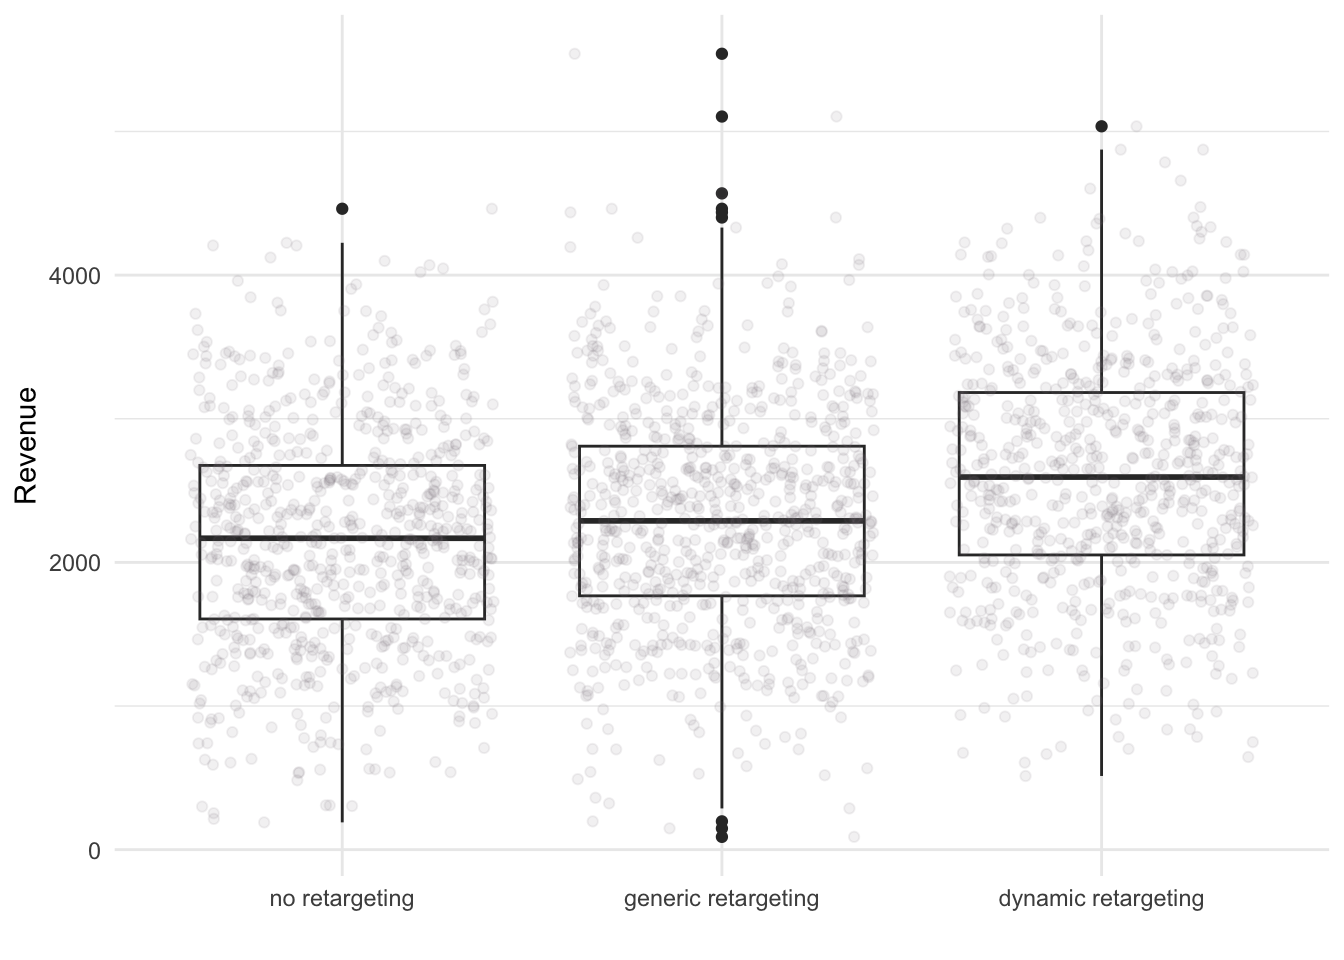 Revenue
4000
2000
0
no retargeting
generic retargeting
dynamic retargeting